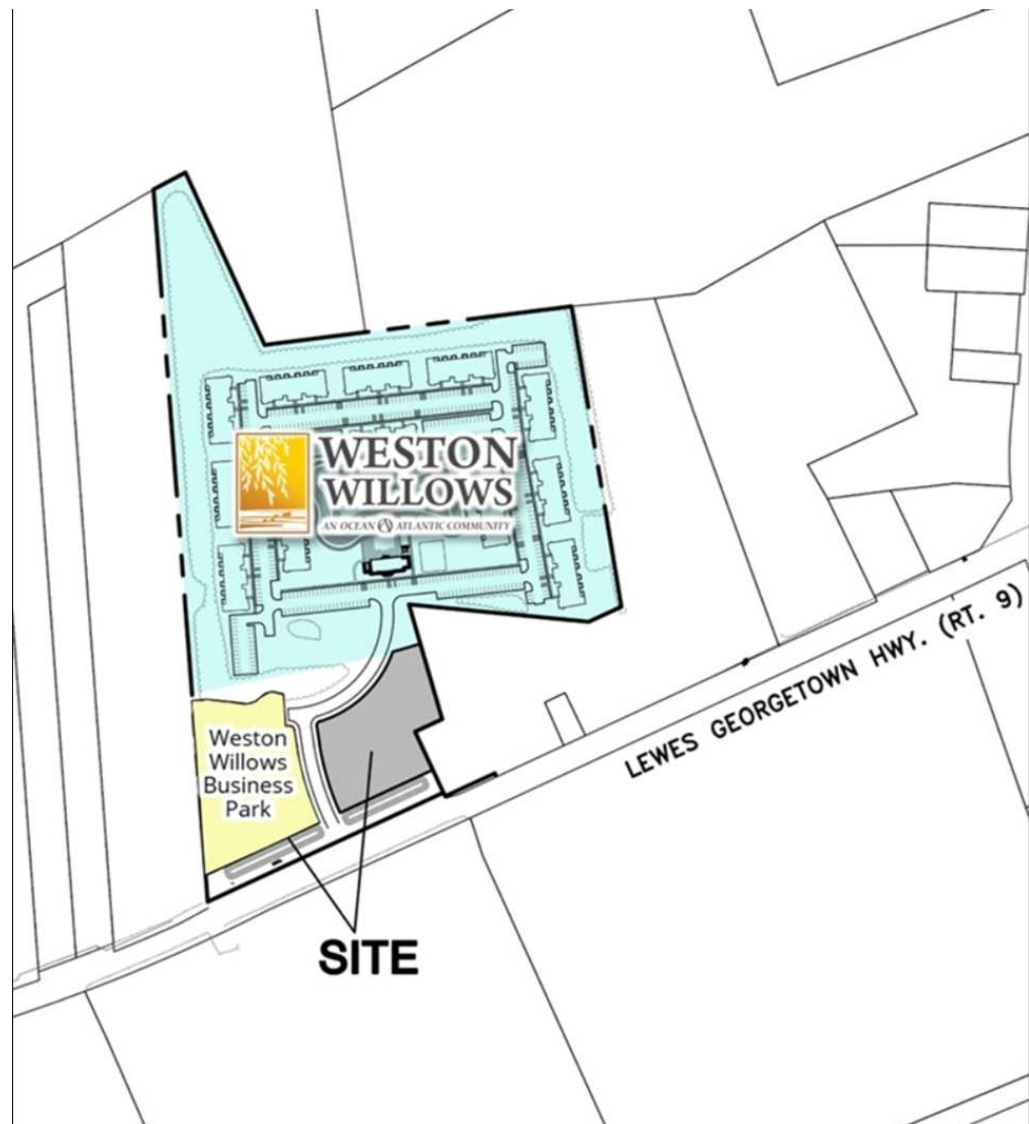 WESTON
WILLOWS
AN OCEAN ATLANTIC COMMUNITY
Weston
Willows
Business
Park
LEWES GEORGETOWN HWY. (RT. 9)
SITE